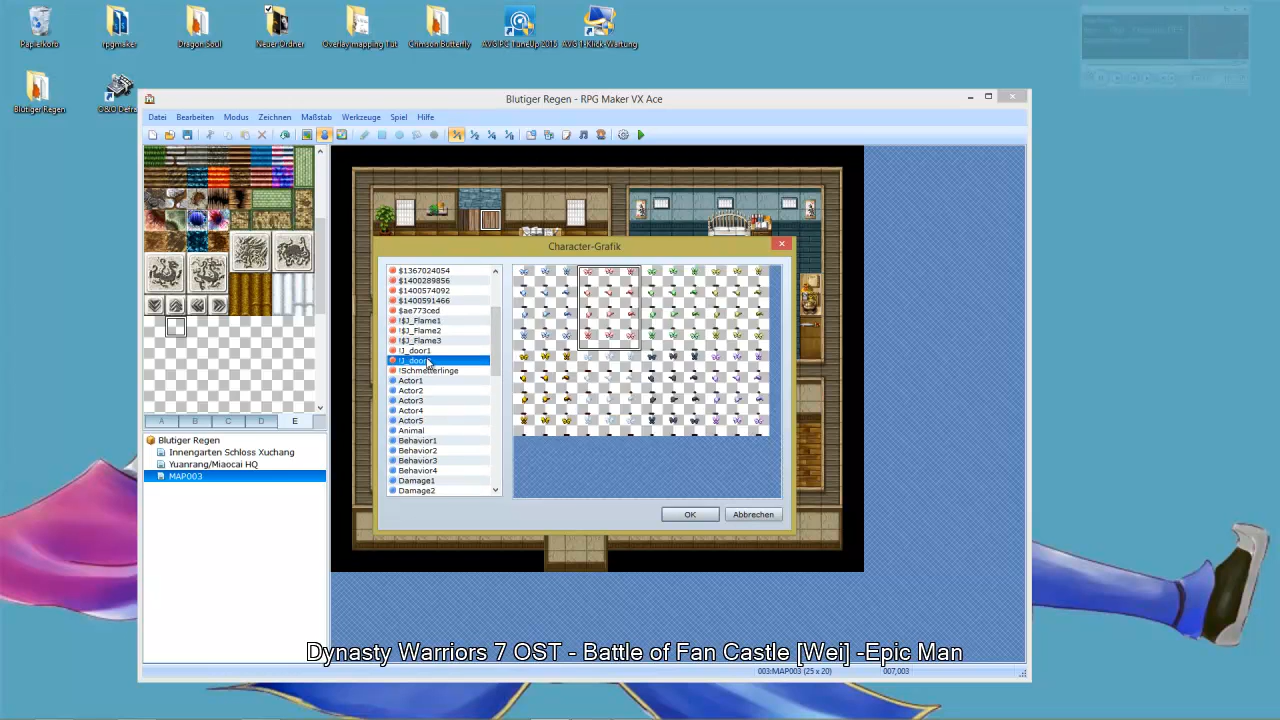 Papierkorb
rpgmaker
Dragon Soul
Neuer Ordner
Overlay mapping Tut
Crimson Butterfly
AVG PC TuneUp 2015
AVG 1-Klick-Wartung
Blutiger Regen
O&O Defra
Blutiger Regen - RPG Maker VX Ace
Datei Bearbeiten Modus Zeichnen Maßstab Werkzeuge Spiel Hilfe
Character-Grafik
$1367024054
$1400289856
$1400574092
$1400591466
$ae773ced
!$J_Flame1
!$J_Flame2
!$J_Flame3
!J_door1
!J_door
!Schmetterlinge
Actor1
Actor2
Actor3
Actor4
Actor5
Animal
Behavior1
Behavior2
Behavior3
Behavior4
Damage1
Damage2
OK Abbrechen
A B C D E
Blutiger Regen
Innengarten Schloss Xuchang
Yuanrang/Miaocai HQ
MAP003
Dynasty Warriors 7 OST - Battle of Fan Castle [Wei] -Epic Man
003:MAP003 (25 x 20) 007,003